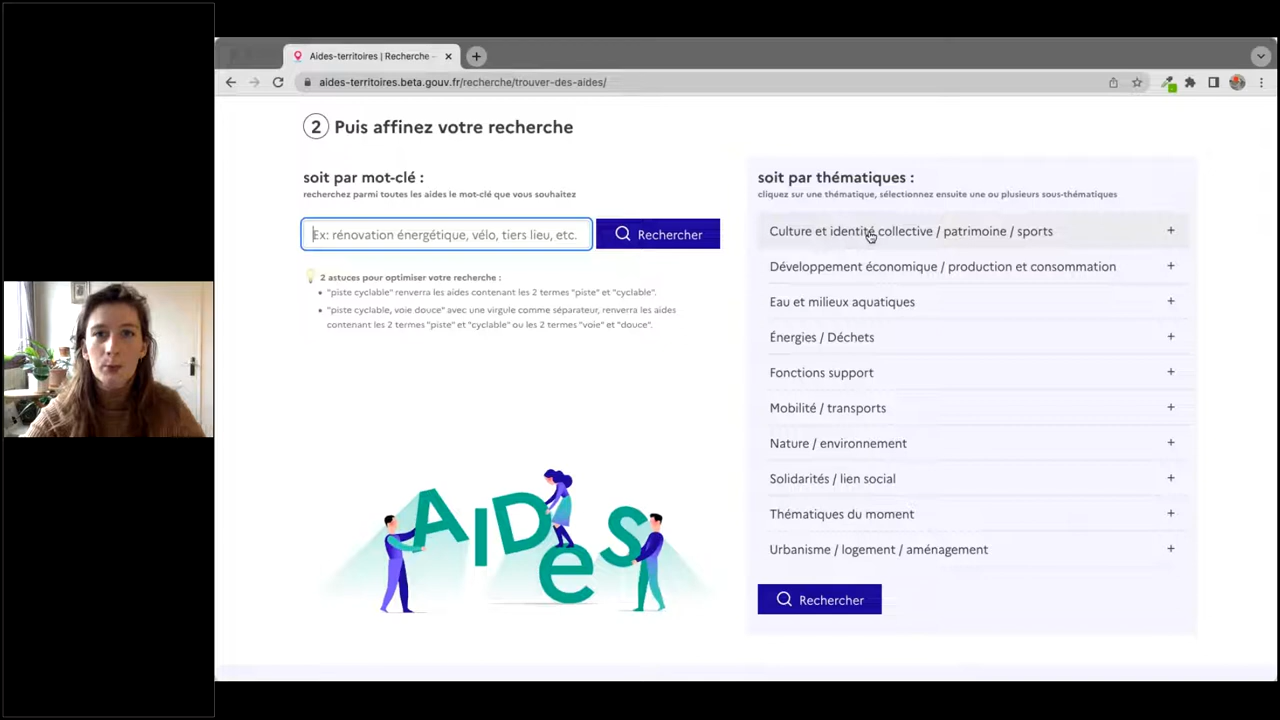 Aides-territoires | Recherche -
aides-territoires.beta.gouv.fr/recherche/trouver-des-aides/
2 Puis affinez votre recherche
soit par mot-clé :
recherchez parmi toutes les aides le mot-clé que vous souhaitez
Ex: rénovation énergétique, vélo, tiers lieu, etc.
Rechercher
2 astuces pour optimiser votre recherche :
• "piste cyclable" renverra les aides contenant les 2 termes "piste" et "cyclable".
• "piste cyclable, voie douce" avec une virgule comme séparateur, renverra les aides
contenant les 2 termes "piste" et "cyclable" ou les 2 termes "voie" et "douce".
AIDes
soit par thématiques :
cliquez sur une thématique, sélectionnez ensuite une ou plusieurs sous-thématiques
Culture et identité collective / patrimoine / sports +
Développement économique / production et consommation +
Eau et milieux aquatiques +
Énergies / Déchets +
Fonctions support +
Mobilité / transports +
Nature / environnement +
Solidarités / lien social +
Thématiques du moment +
Urbanisme / logement / aménagement +
Rechercher